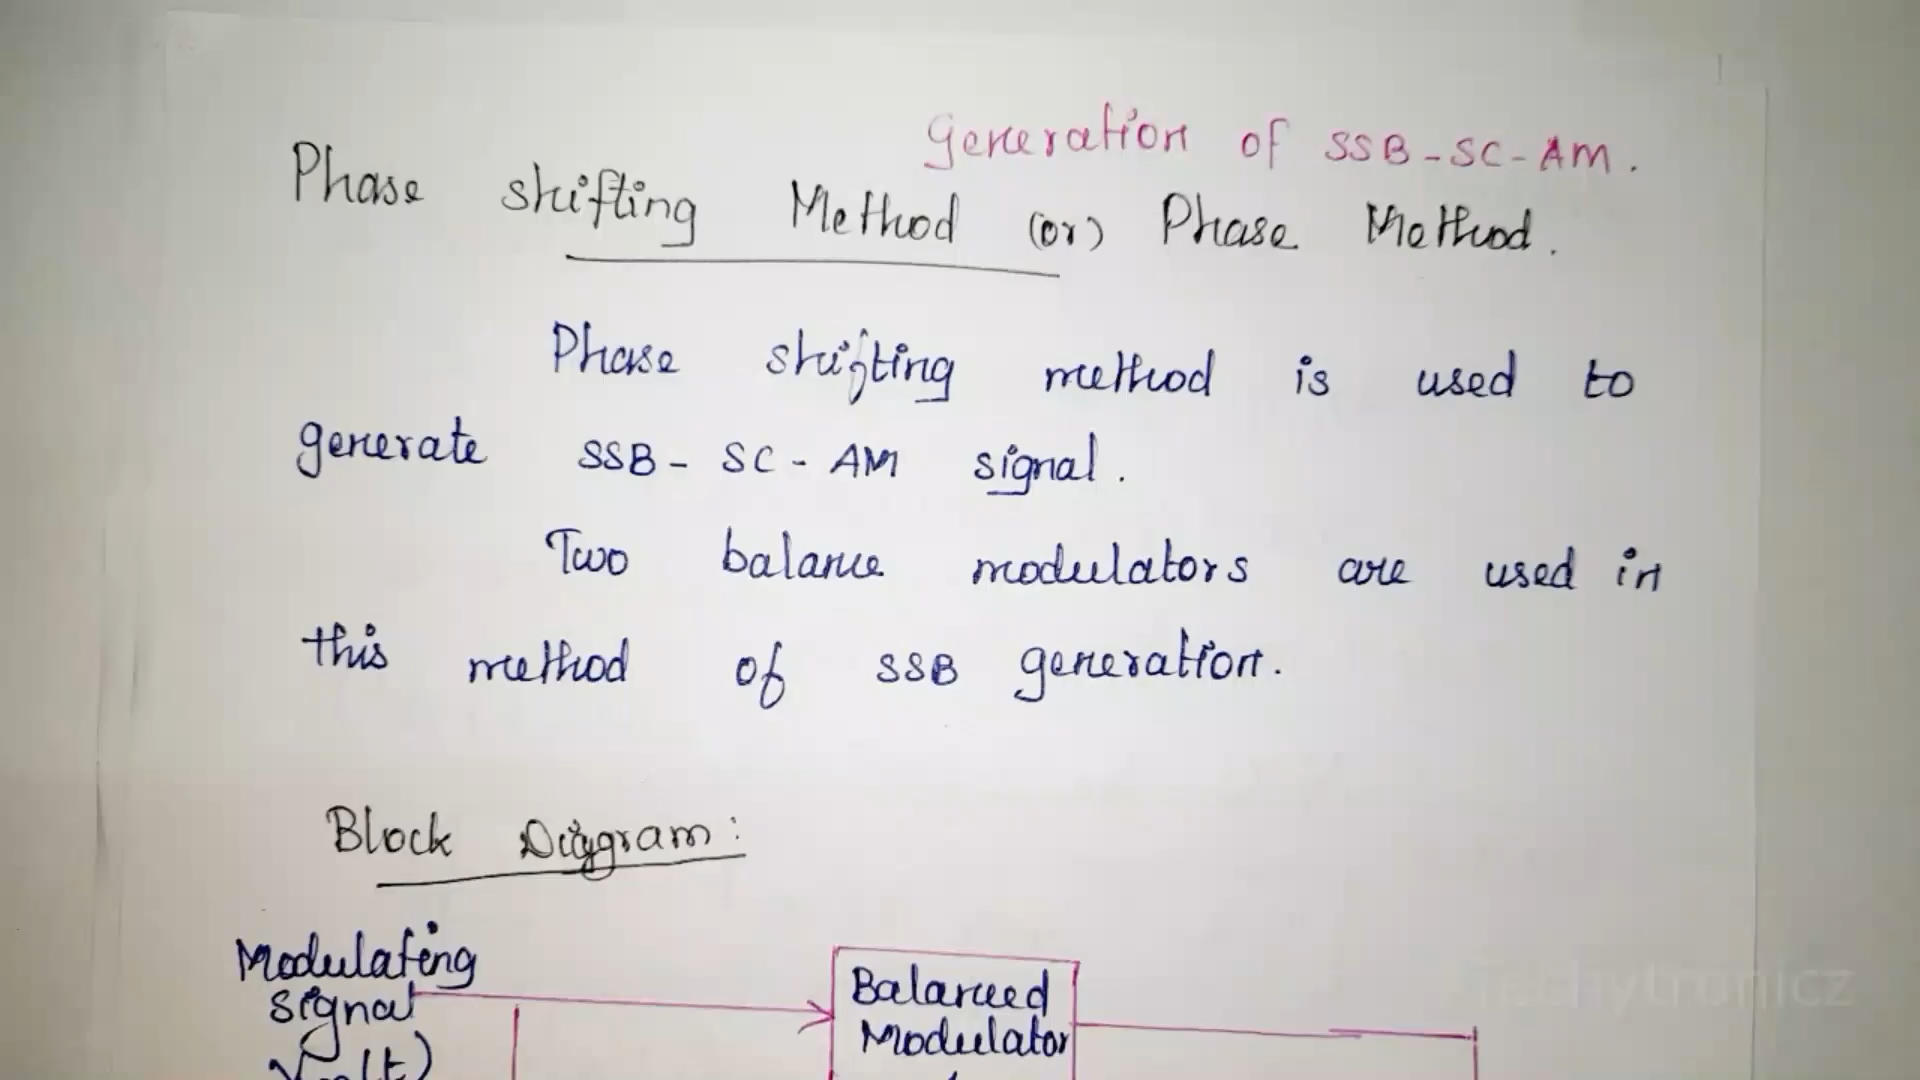 Generation of SSB-SC-AM.
Phase shifting Method (or) Phase Method.
Phase shifting method is used to
generate SSB-SC-AM signal.
Two balance modulators are used in
this method of SSB generation.
Block Diagram:
Modulating
signal
Vm(t)
Balanced
Modulator